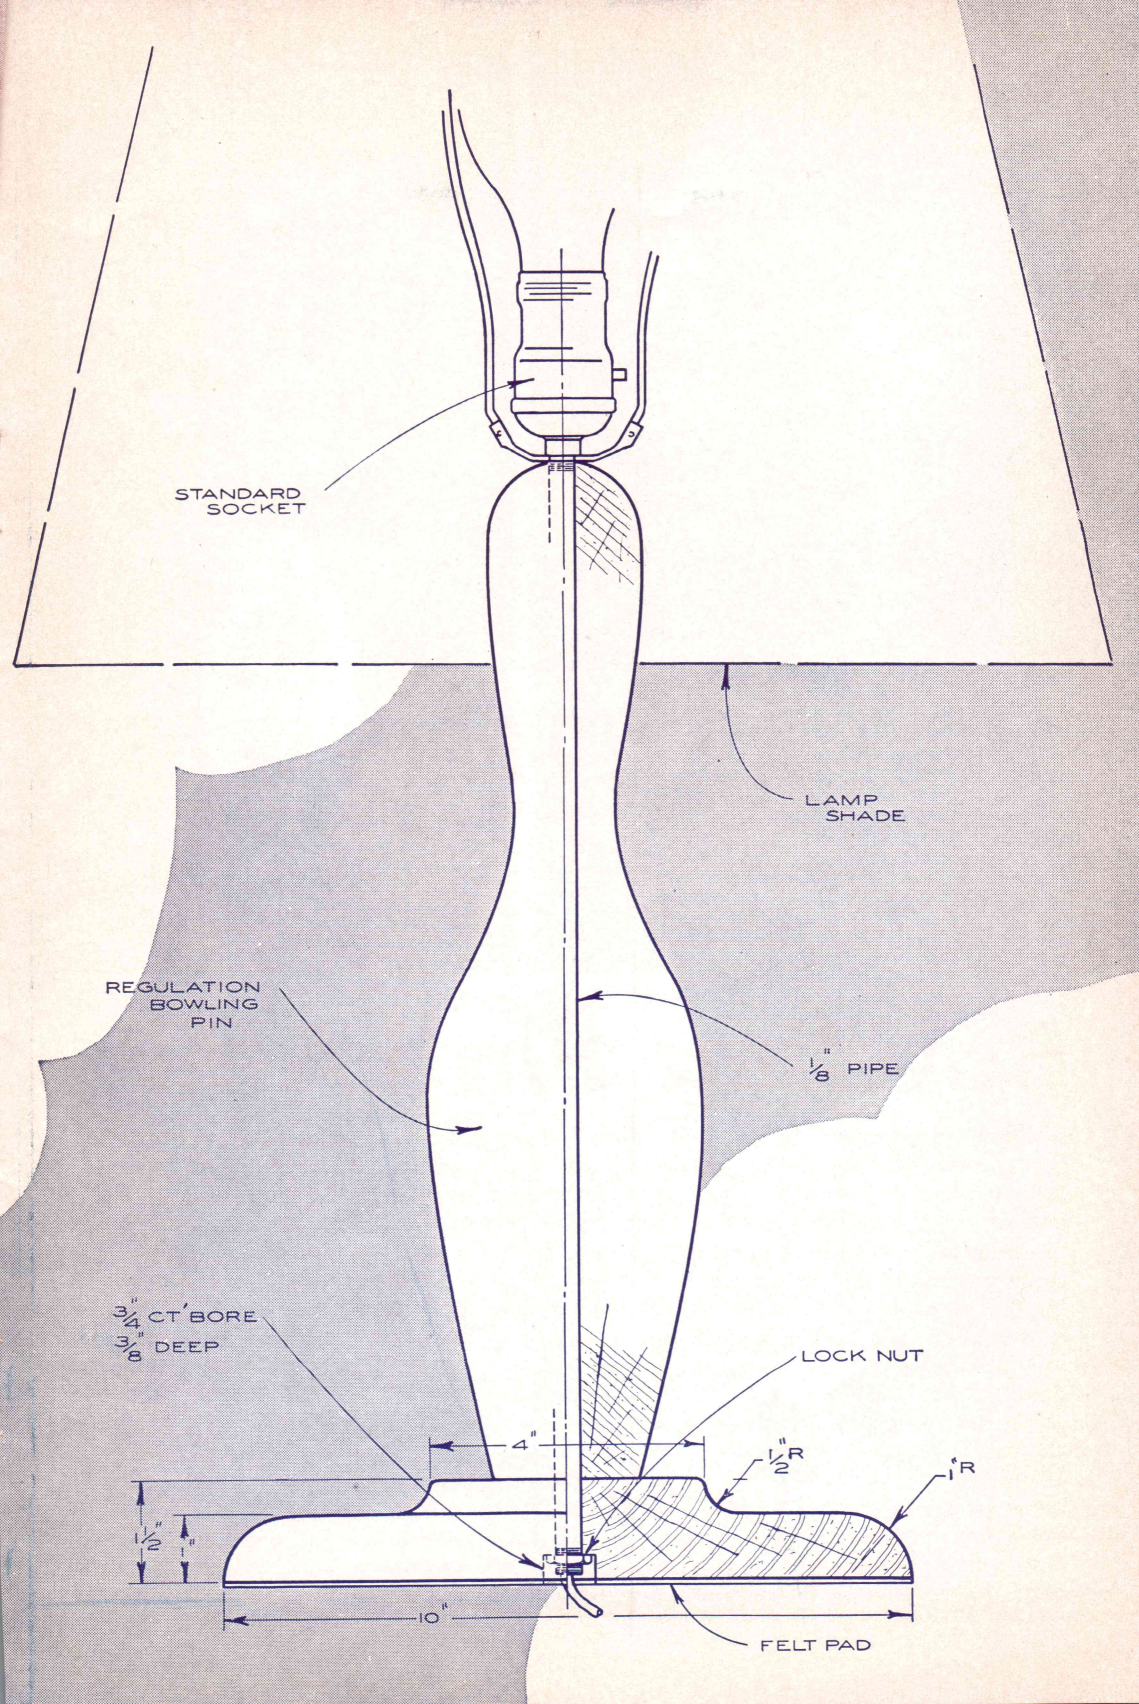 STANDARD
SOCKET
LAMP
SHADE
REGULATION
BOWLING
PIN
1/8" PIPE
3/4" CT'BORE
3/8" DEEP
LOCK NUT
4"
1/2" R
1" R
1 1/2"
1"
10"
FELT PAD